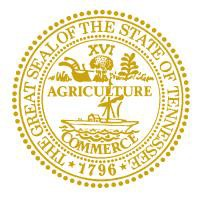 THE GREAT SEAL OF THE STATE OF TENNESSEE
XVI
AGRICULTURE
COMMERCE
1796